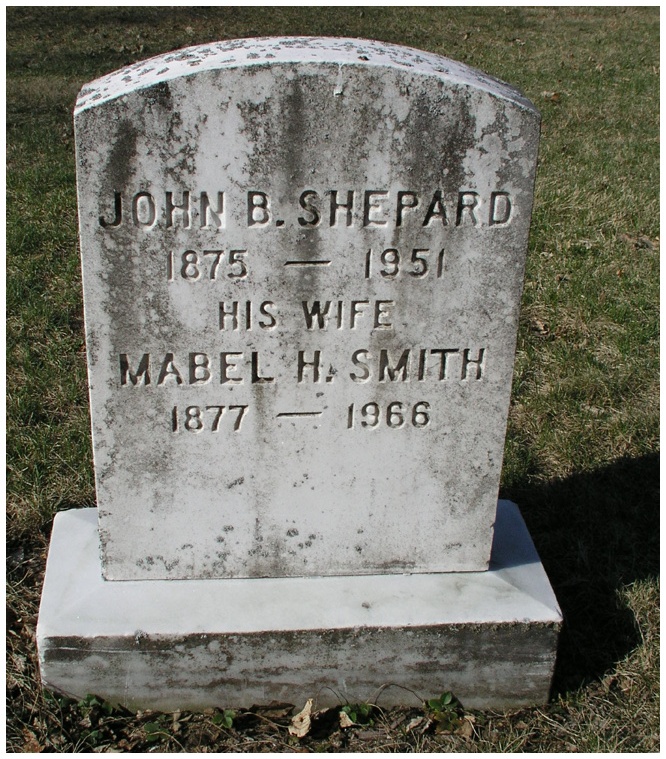 JOHN B. SHEPARD
1875 — 1951
HIS WIFE
MABEL H. SMITH
1877 — 1966